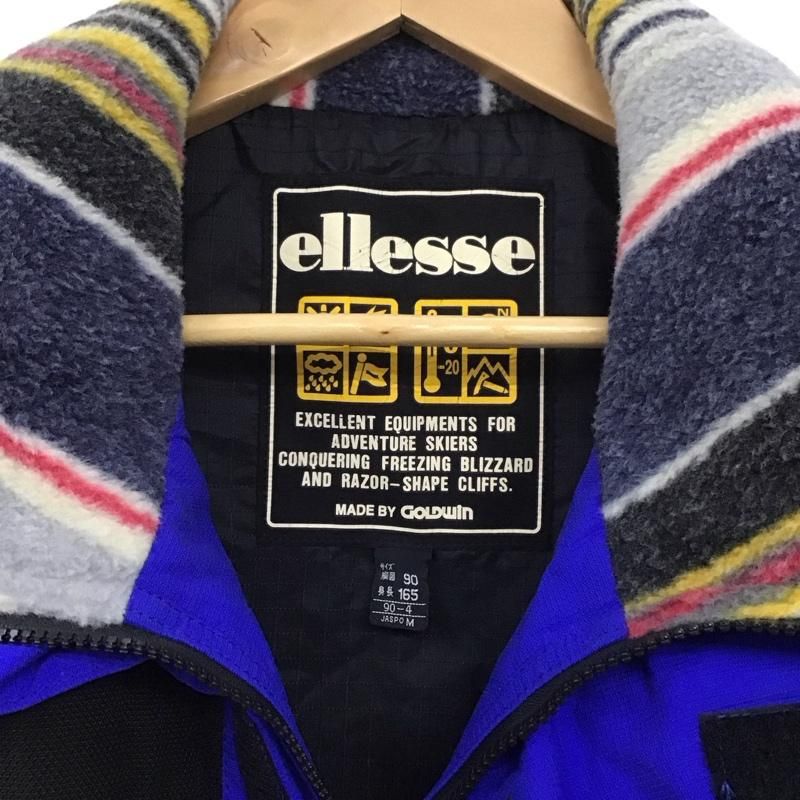 ellesse
N
-20
EXCELLENT EQUIPMENTS FOR
ADVENTURE SKIERS
CONQUERING FREEZING BLIZZARD
AND RAZOR-SHAPE CLIFFS.
MADE BY GOLDWIN
サイズ
胸囲 90
身長 165
90-4
JASPO M